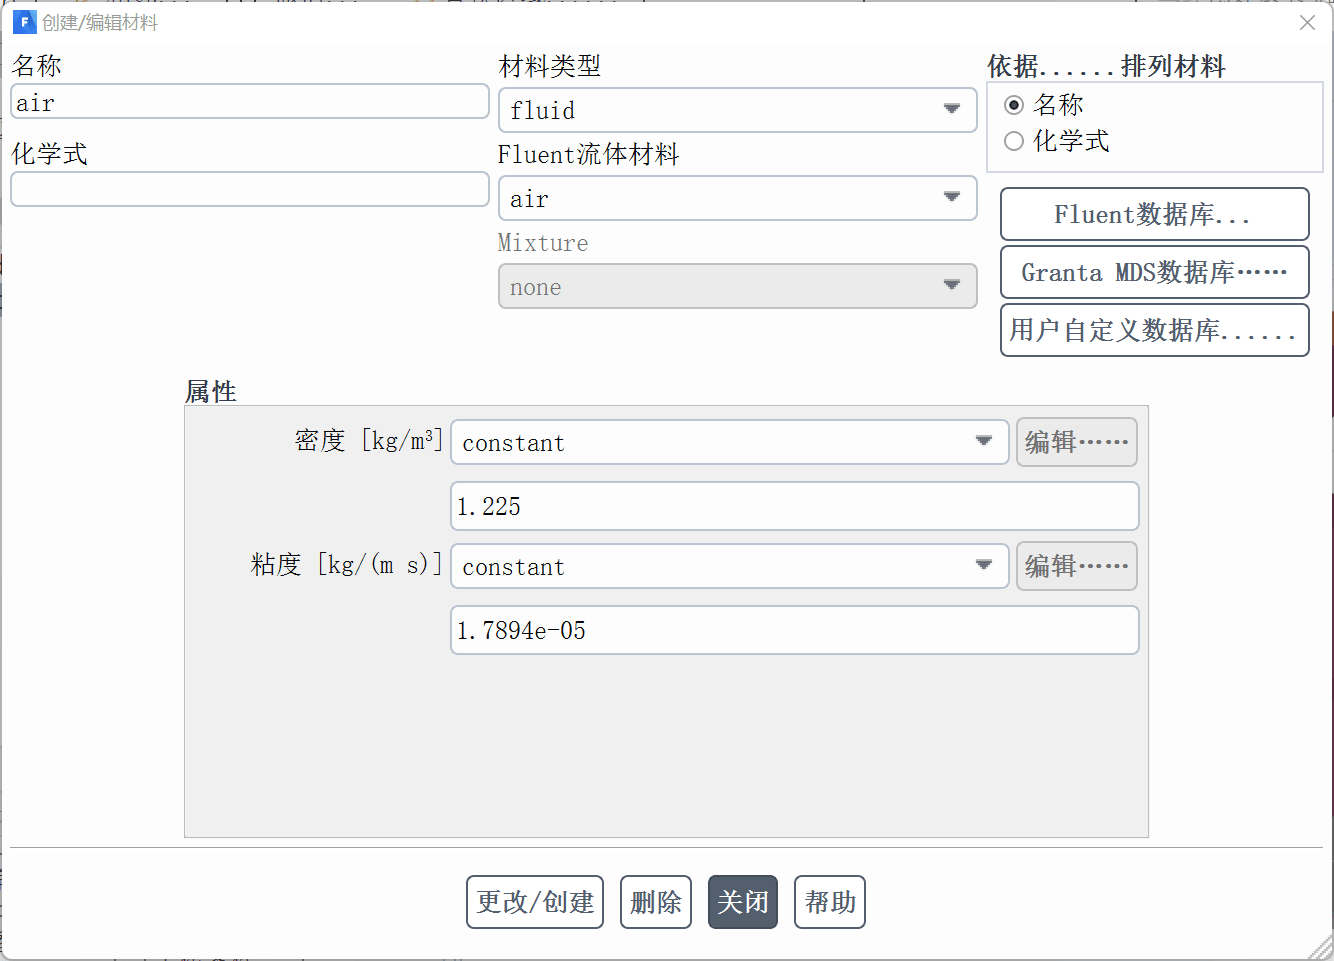 创建/编辑材料
名称
air
化学式
材料类型
fluid
Fluent流体材料
air
Mixture
none
依据......排列材料
名称
化学式
Fluent数据库...
Granta MDS数据库……
用户自定义数据库......
属性
密度 [kg/m³] constant 编辑……
1.225
粘度 [kg/(m s)] constant 编辑……
1.7894e-05
更改/创建 删除 关闭 帮助